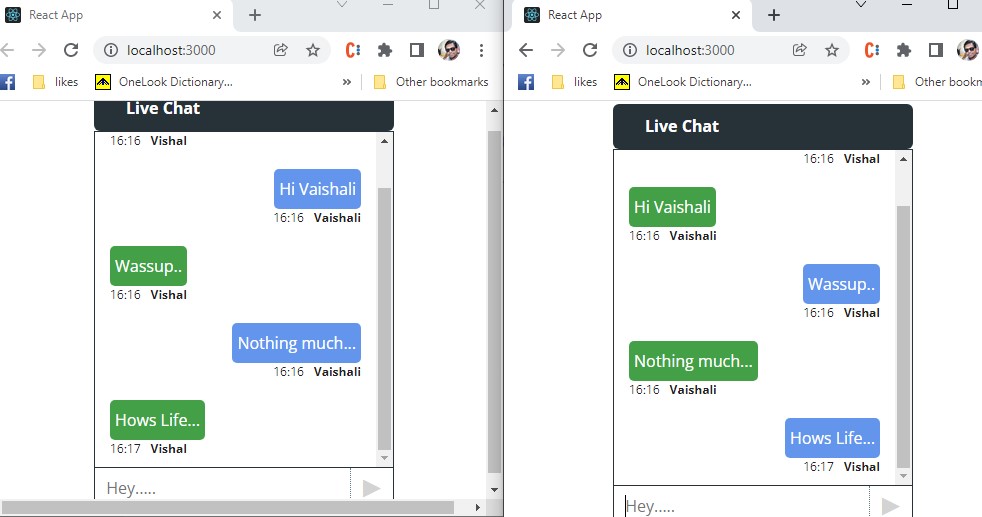 React App
localhost:3000
likes
OneLook Dictionary...
»
Other bookmarks
Live Chat
16:16 Vishal
Hi Vaishali
16:16 Vaishali
Wassup..
16:16 Vishal
Nothing much...
16:16 Vaishali
Hows Life...
16:17 Vishal
Hey.....
React App
localhost:3000
likes
OneLook Dictionary...
»
Other bookmarks
Live Chat
16:16 Vishal
Hi Vaishali
16:16 Vaishali
Wassup..
16:16 Vishal
Nothing much...
16:16 Vaishali
Hows Life...
16:17 Vishal
Hey.....